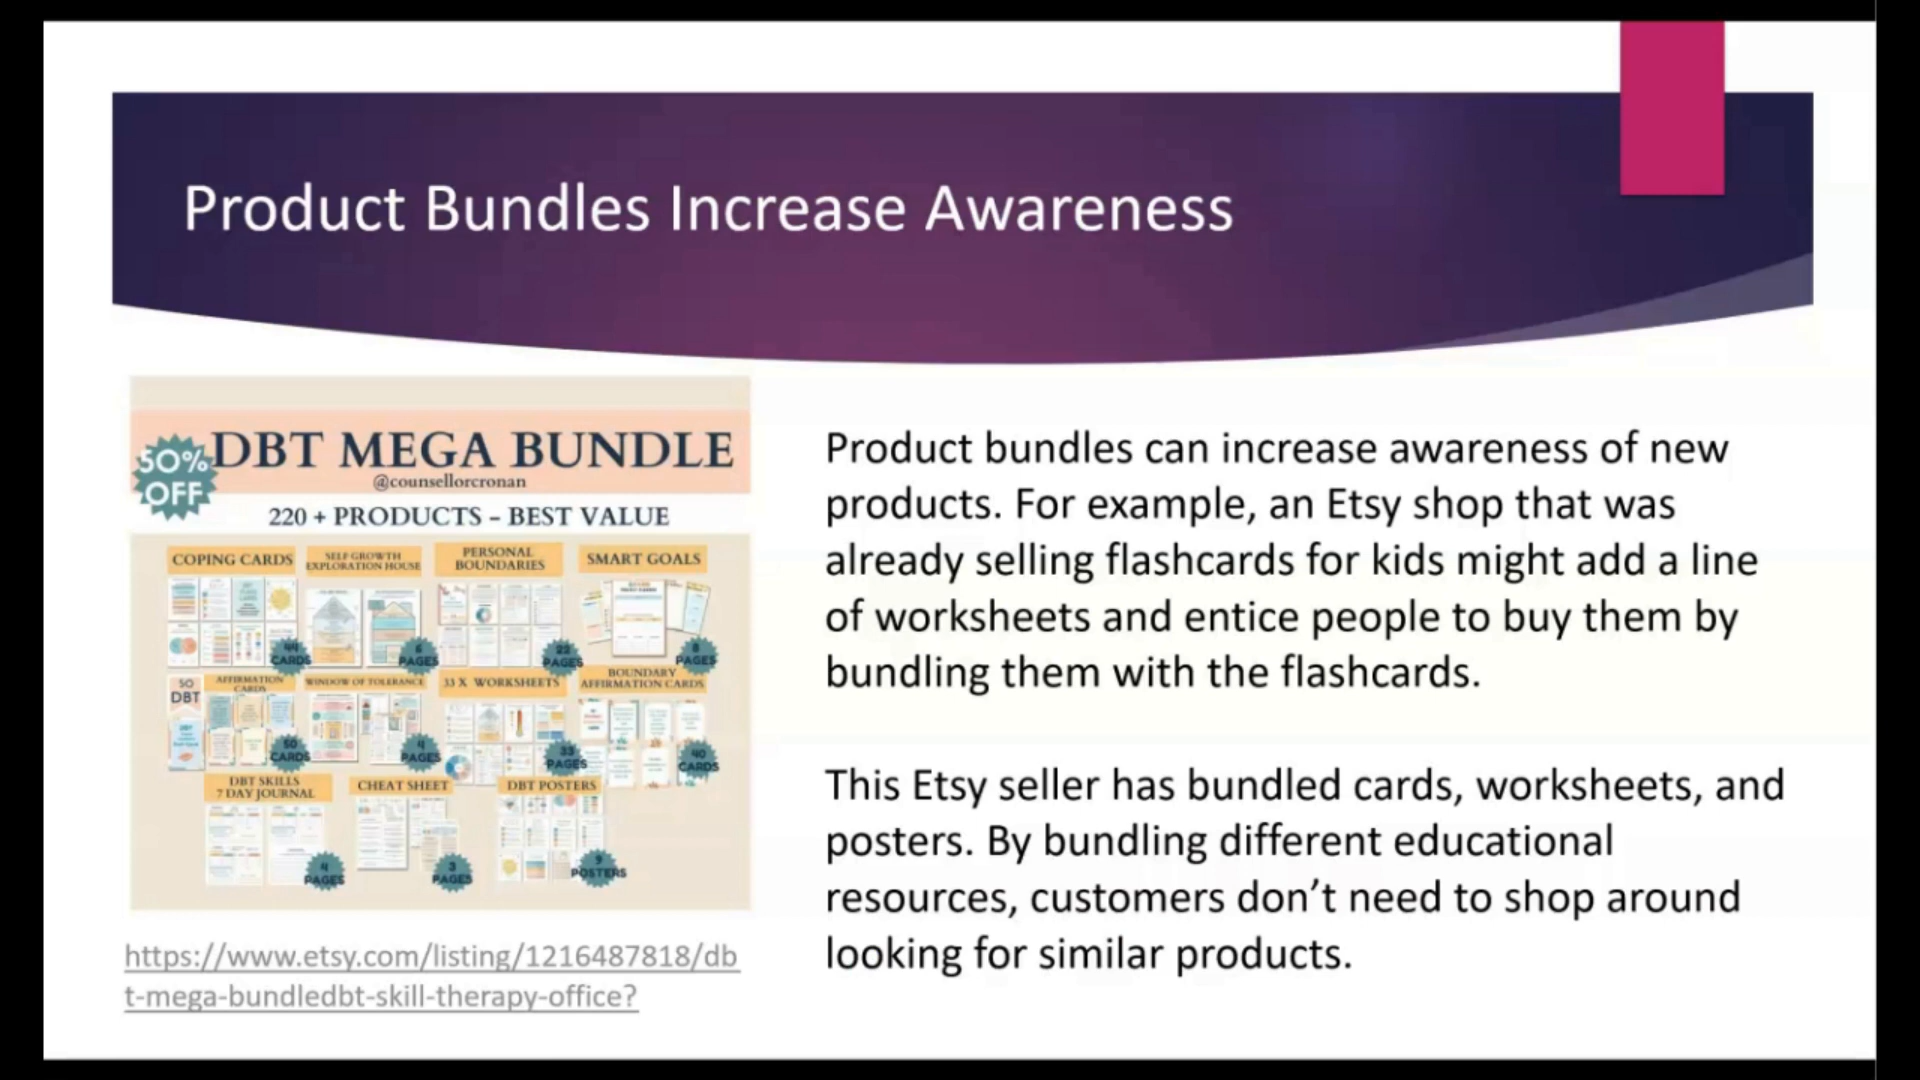 Product Bundles Increase Awareness
50%
OFF
DBT MEGA BUNDLE
@counsellorcronan
220 + PRODUCTS - BEST VALUE
COPING CARDS
SELF GROWTH
EXPLORATION HOUSE
PERSONAL
BOUNDARIES
SMART GOALS
44
CARDS
6
PAGES
22
PAGES
8
PAGES
50
DBT
AFFIRMATION
CARDS
WINDOW OF TOLERANCE
33 X WORKSHEETS
BOUNDARY
AFFIRMATION CARDS
50
CARDS
4
PAGES
33
PAGES
40
CARDS
DBT SKILLS
7 DAY JOURNAL
CHEAT SHEET
DBT POSTERS
4
PAGES
3
PAGES
9
POSTERS
https://www.etsy.com/listing/1216487818/db
t-mega-bundledbt-skill-therapy-office?
Product bundles can increase awareness of new
products. For example, an Etsy shop that was
already selling flashcards for kids might add a line
of worksheets and entice people to buy them by
bundling them with the flashcards.
This Etsy seller has bundled cards, worksheets, and
posters. By bundling different educational
resources, customers don't need to shop around
looking for similar products.